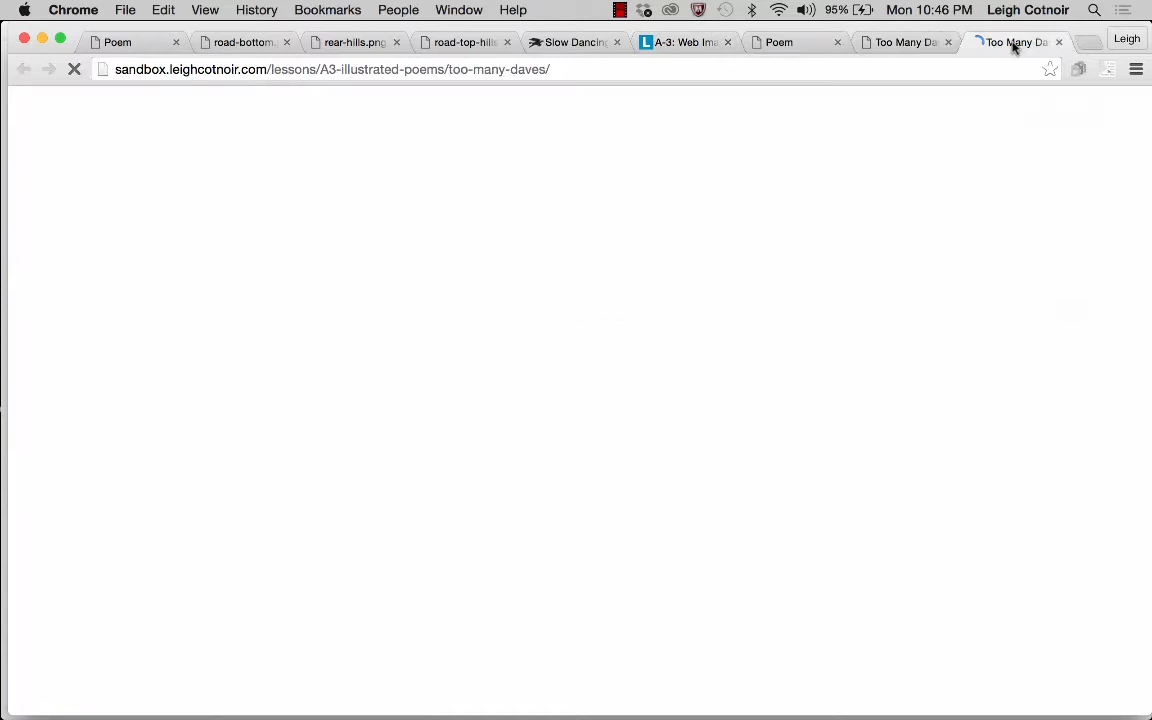 Chrome File Edit View History Bookmarks People Window Help 95% Mon 10:46 PM Leigh Cotnoir
Poem road-bottom. rear-hills.png road-top-hills Slow Dancing L A-3: Web Ima Poem Too Many Da Too Many Da Leigh
sandbox.leighcotnoir.com/lessons/A3-illustrated-poems/too-many-daves/